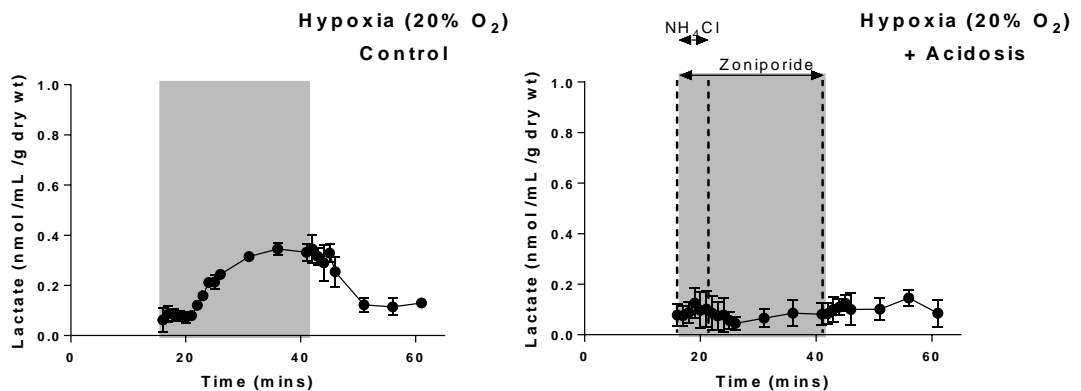 Hypoxia (20% O₂)
Control
Lactate (nmol/mL/g dry wt)
1.0
0.8
0.6
0.4
0.2
0.0
0
20
40
60
Time (mins)
Hypoxia (20% O₂)
+ Acidosis
NH₄Cl
Zoniporide
Lactate (nmol/mL/g dry wt)
1.0
0.8
0.6
0.4
0.2
0.0
0
20
40
60
Time (mins)